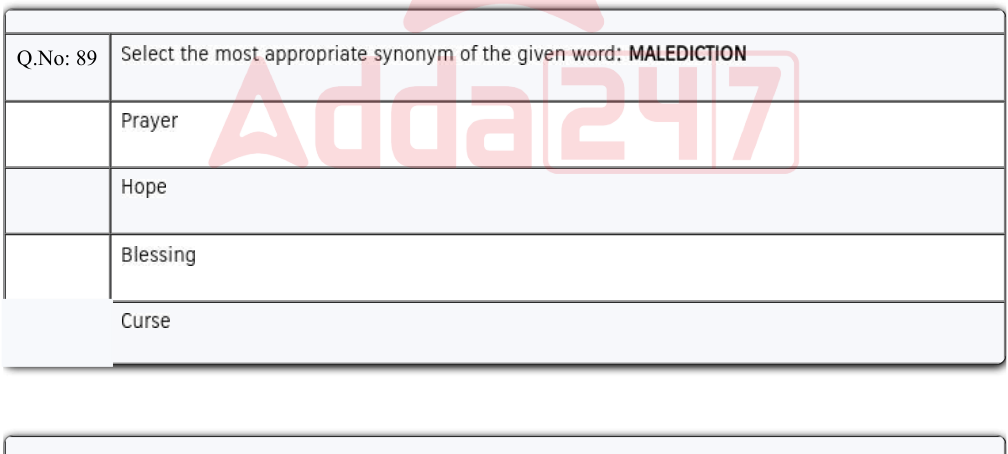 Q.No: 89 Select the most appropriate synonym of the given word: MALEDICTION
Adda247
Prayer
Hope
Blessing
Curse